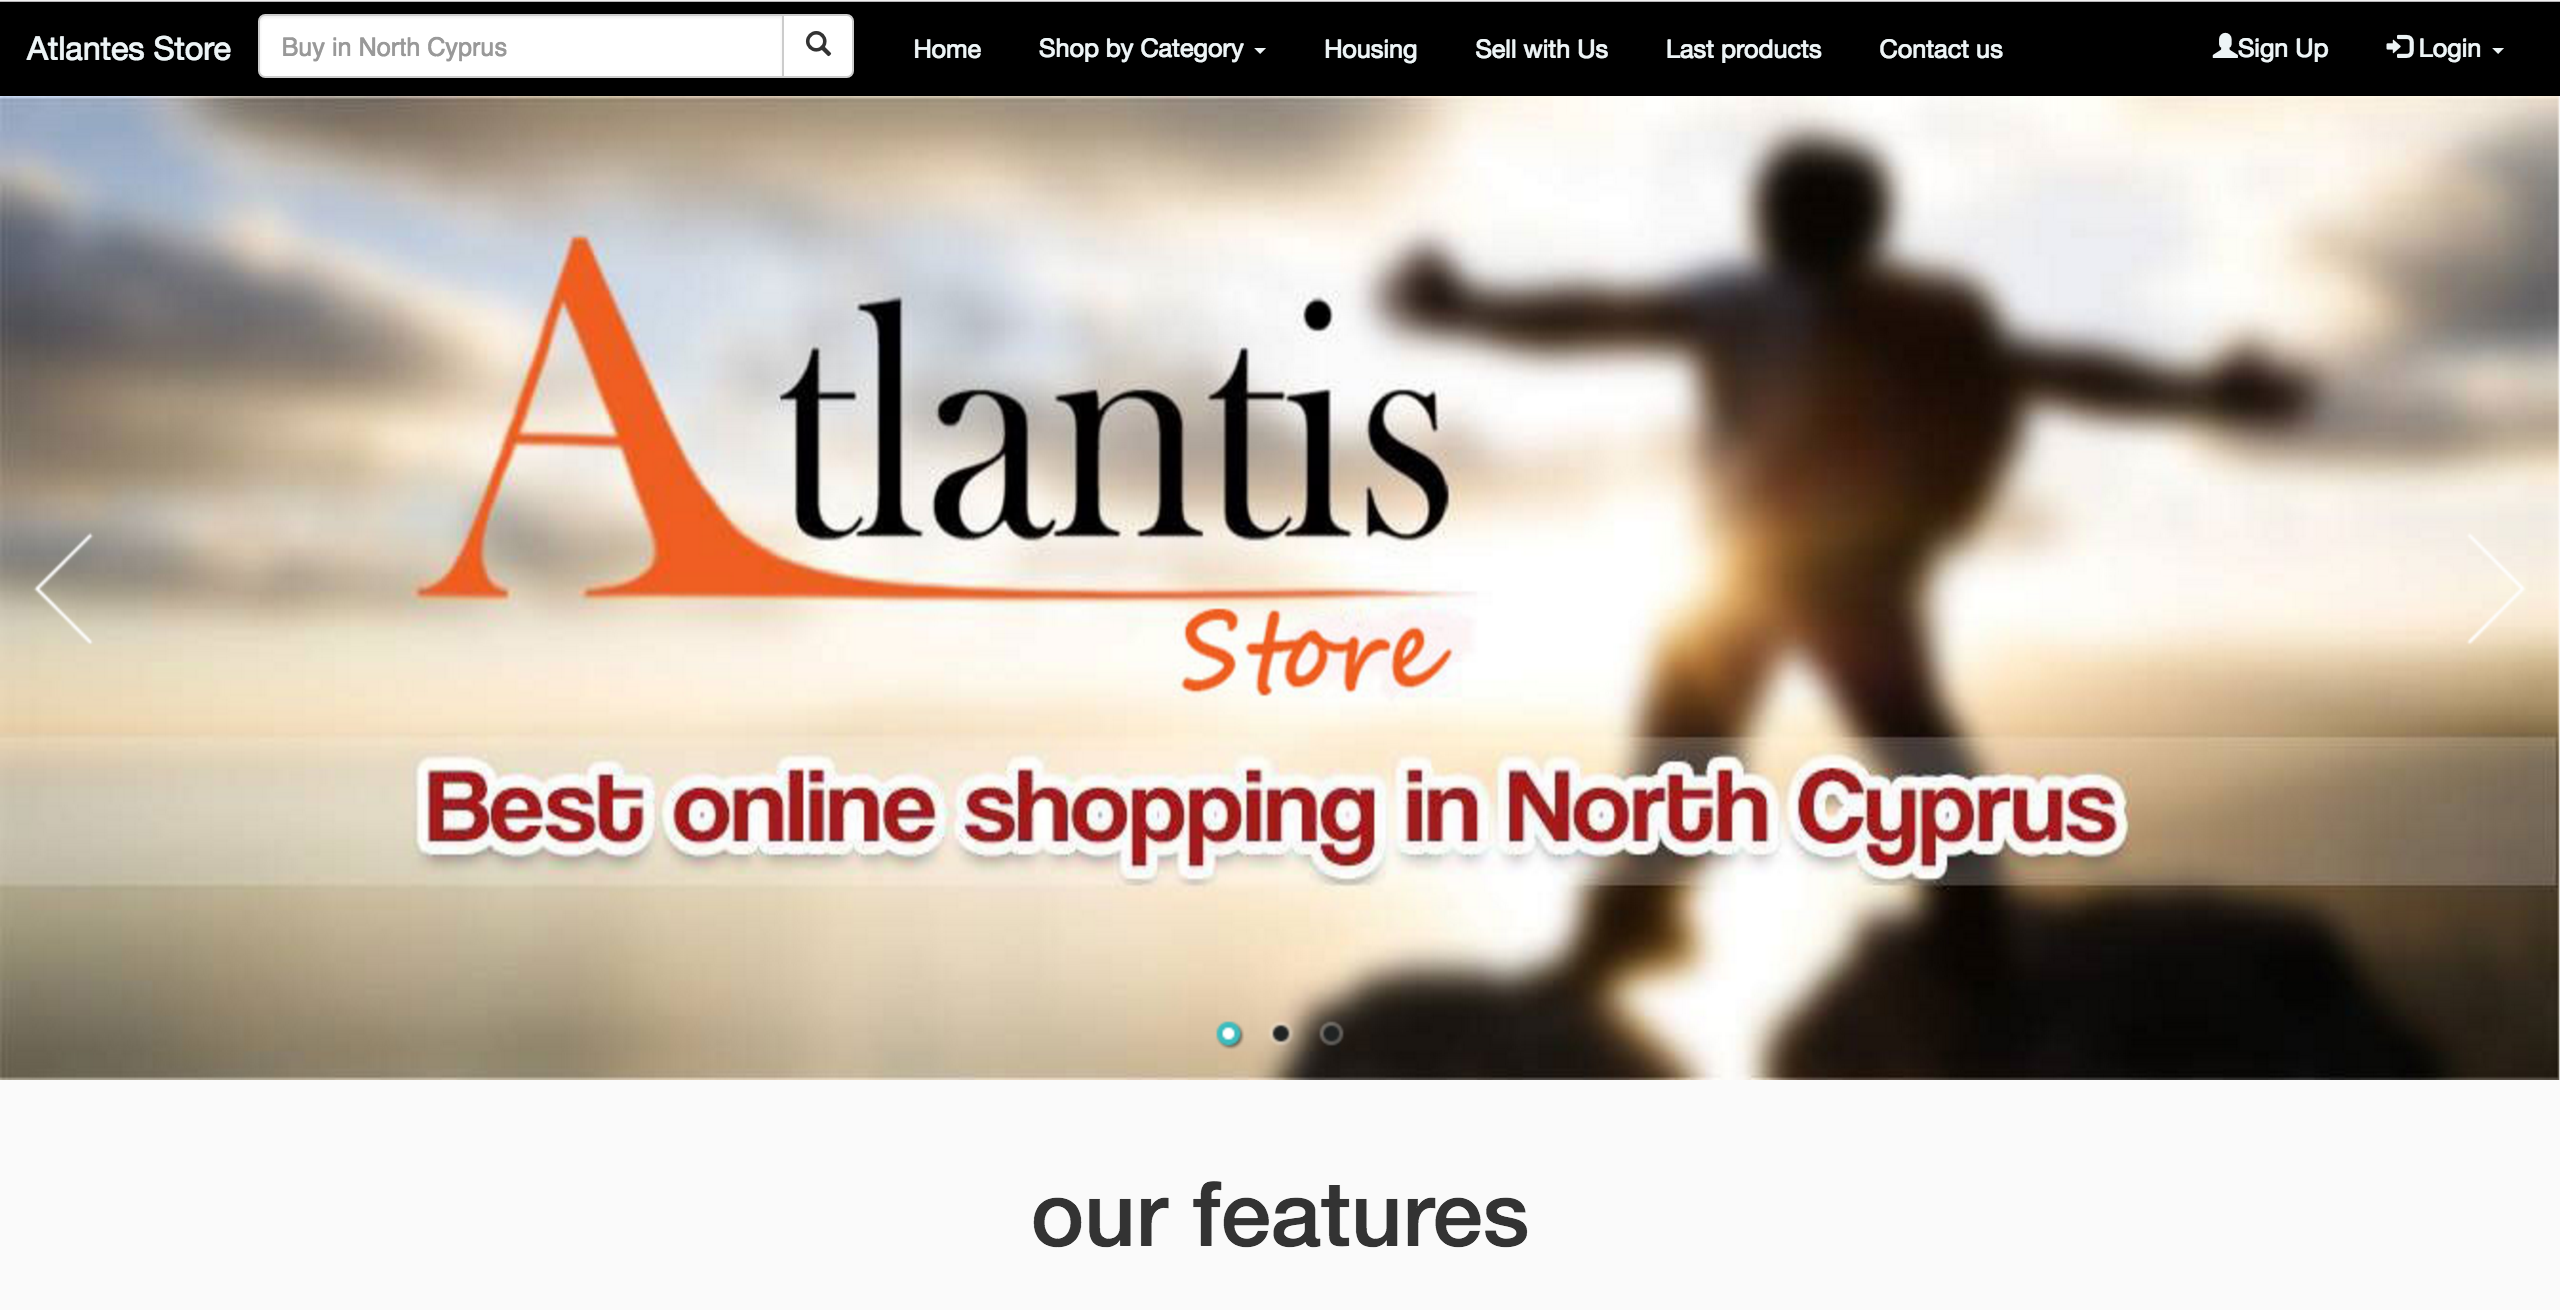 Atlantes Store Buy in North Cyprus Home Shop by Category Housing Sell with Us Last products Contact us Sign Up Login
Atlantis
Store
Best online shopping in North Cyprus
our features